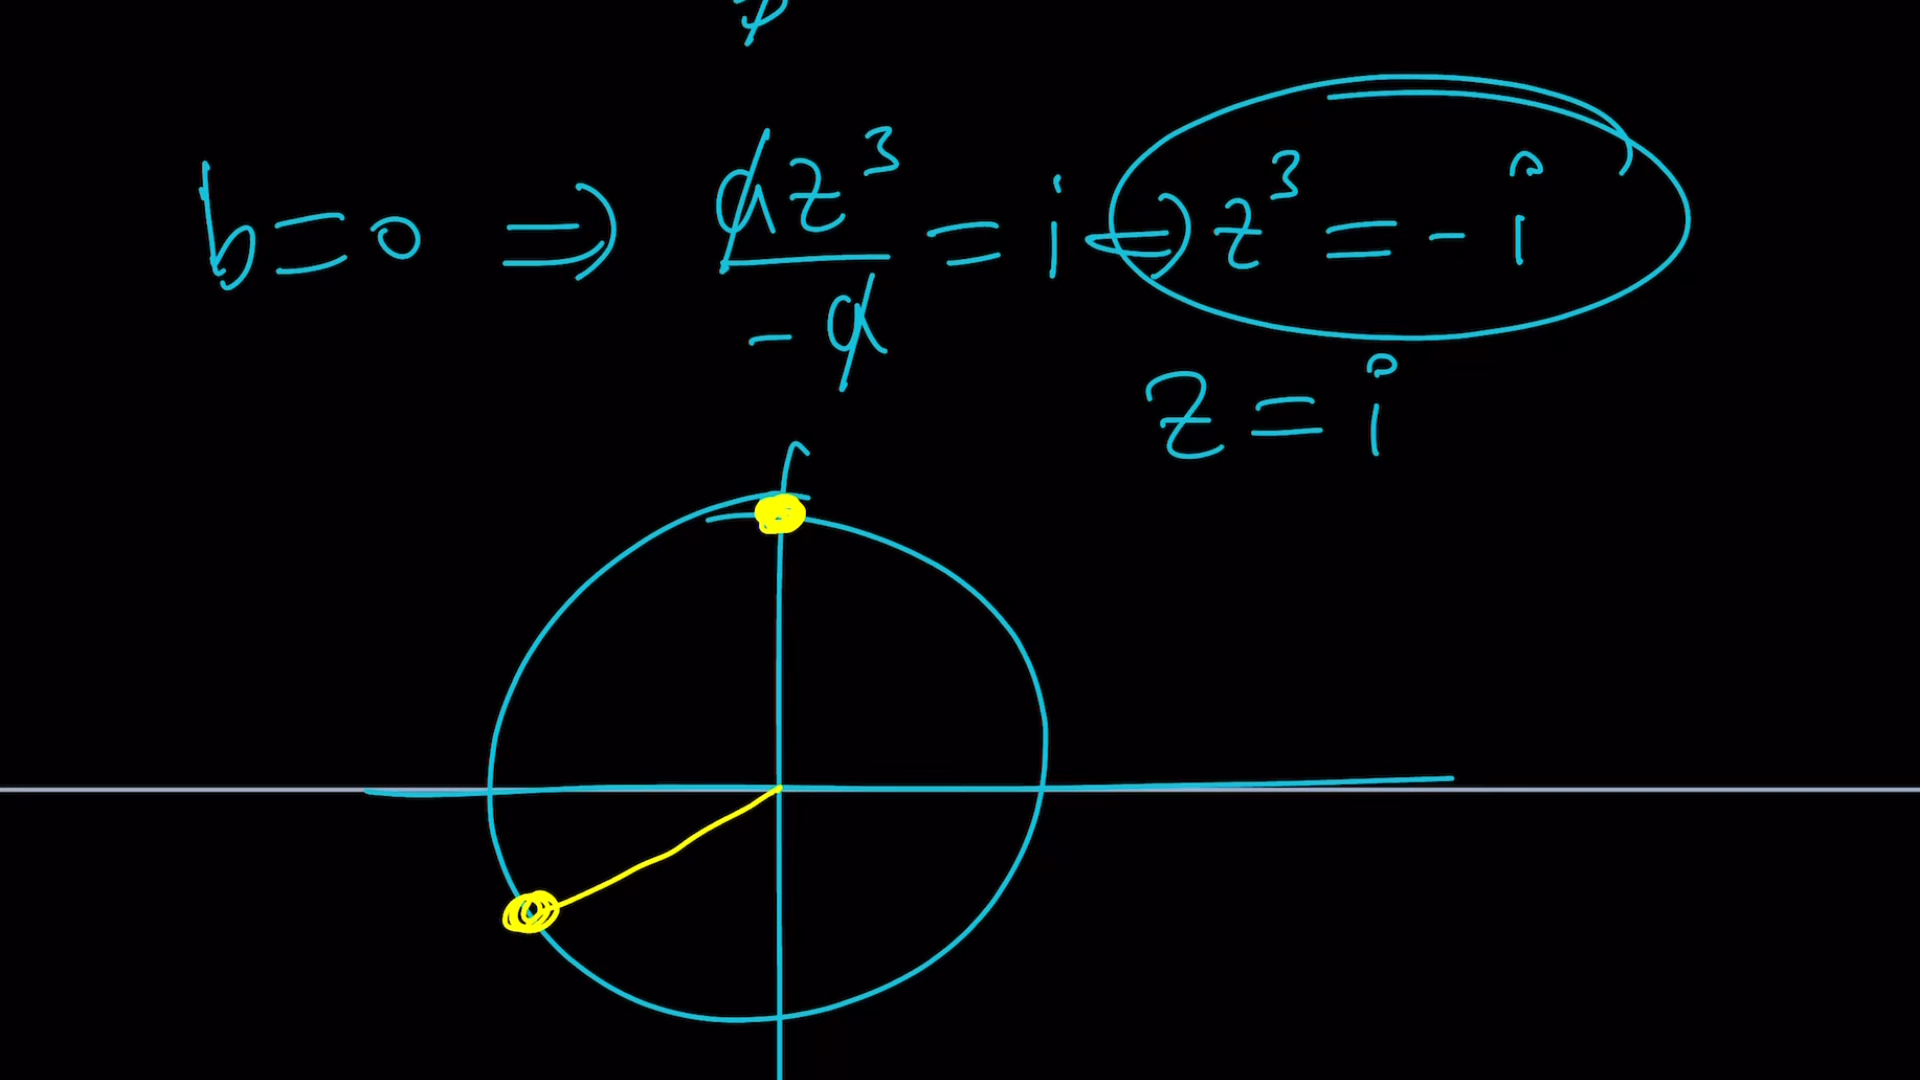 b=0 ⇒ az³/-a = i ⇔ z³ = -i
z = i